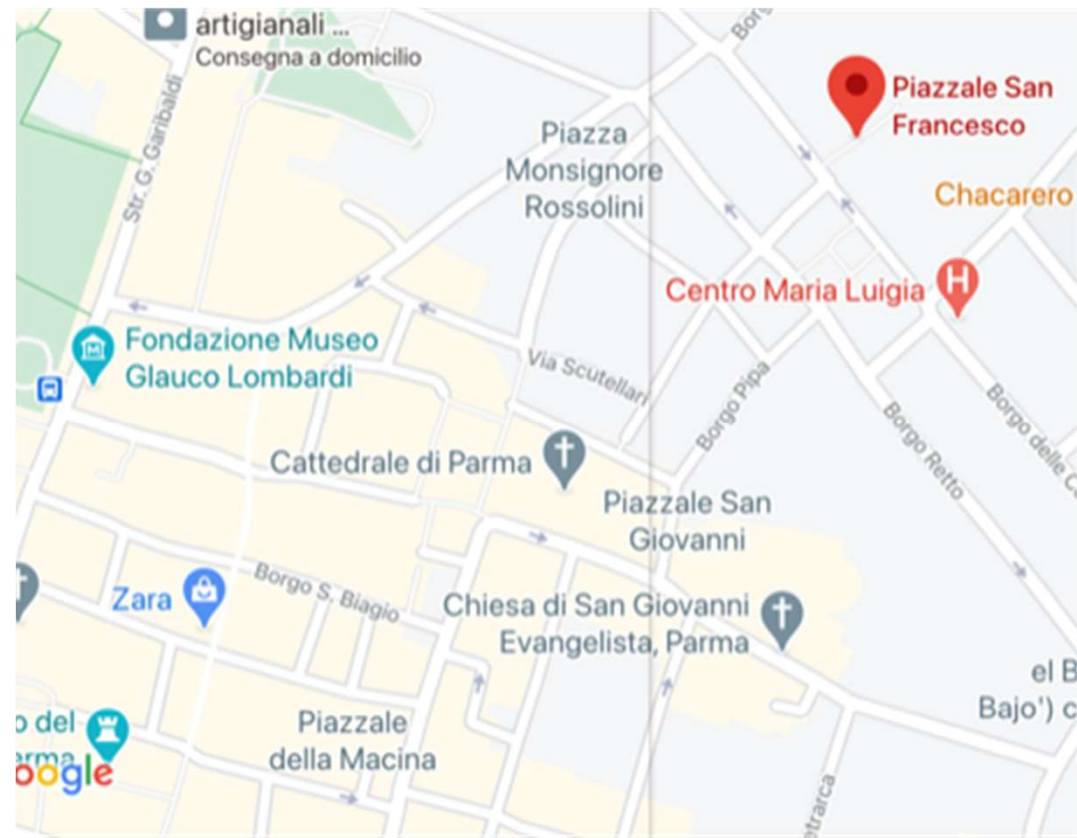 artigianali ...
Consegna a domicilio
Borg
Piazzale San
Francesco
Str. G. Garibaldi
Piazza
Monsignore
Rossolini
Chacarero
Centro Maria Luigia
H
Fondazione Museo
Glauco Lombardi
M
Via Scutellari
Borgo Pipa
Borgo Retto
Borgo delle C
Cattedrale di Parma
Piazzale San
Giovanni
Zara
Borgo S. Biagio
Chiesa di San Giovanni
Evangelista, Parma
el B
Bajo') c
o del
erma
oogle
Piazzale
della Macina
etrarca